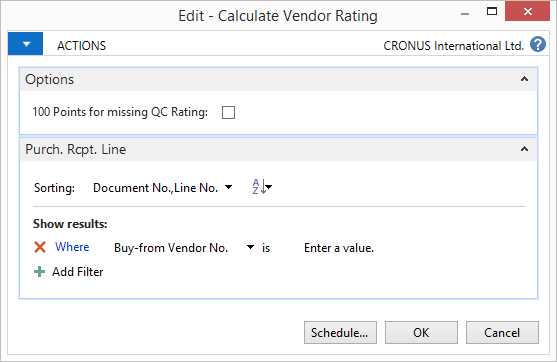 Edit - Calculate Vendor Rating
ACTIONS CRONUS International Ltd. ?
Options
100 Points for missing QC Rating:
Purch. Rcpt. Line
Sorting: Document No.,Line No. A Z
Show results:
Where Buy-from Vendor No. is Enter a value.
Add Filter
Schedule... OK Cancel